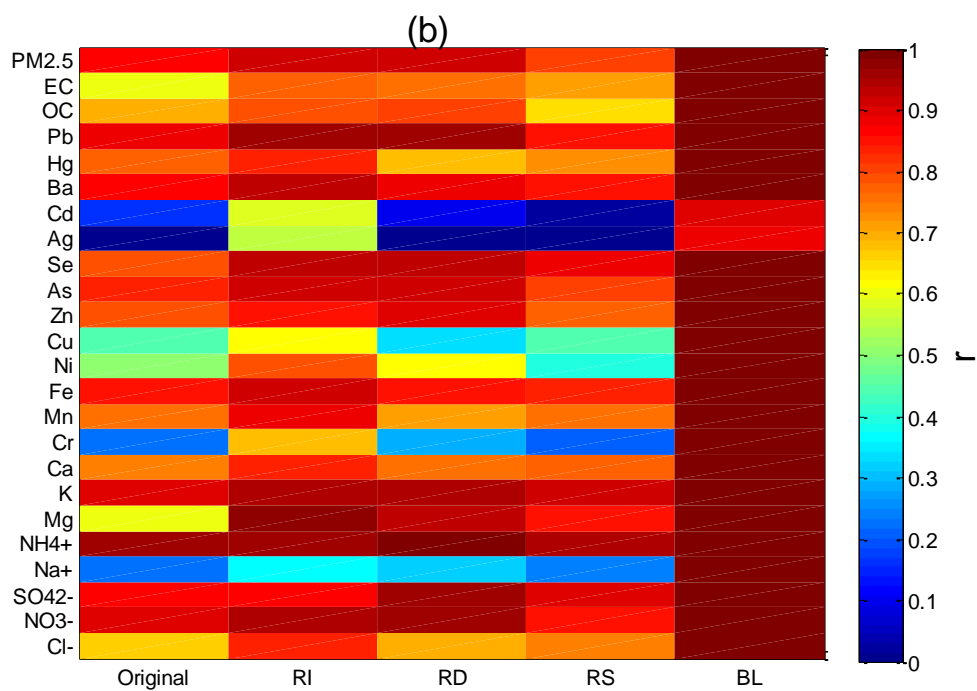 (b)
PM2.5
EC
OC
Pb
Hg
Ba
Cd
Ag
Se
As
Zn
Cu
Ni
Fe
Mn
Cr
Ca
K
Mg
NH4+
Na+
SO42-
NO3-
Cl-
Original RI RD RS BL
1
0.9
0.8
0.7
0.6
0.5
0.4
0.3
0.2
0.1
0
r